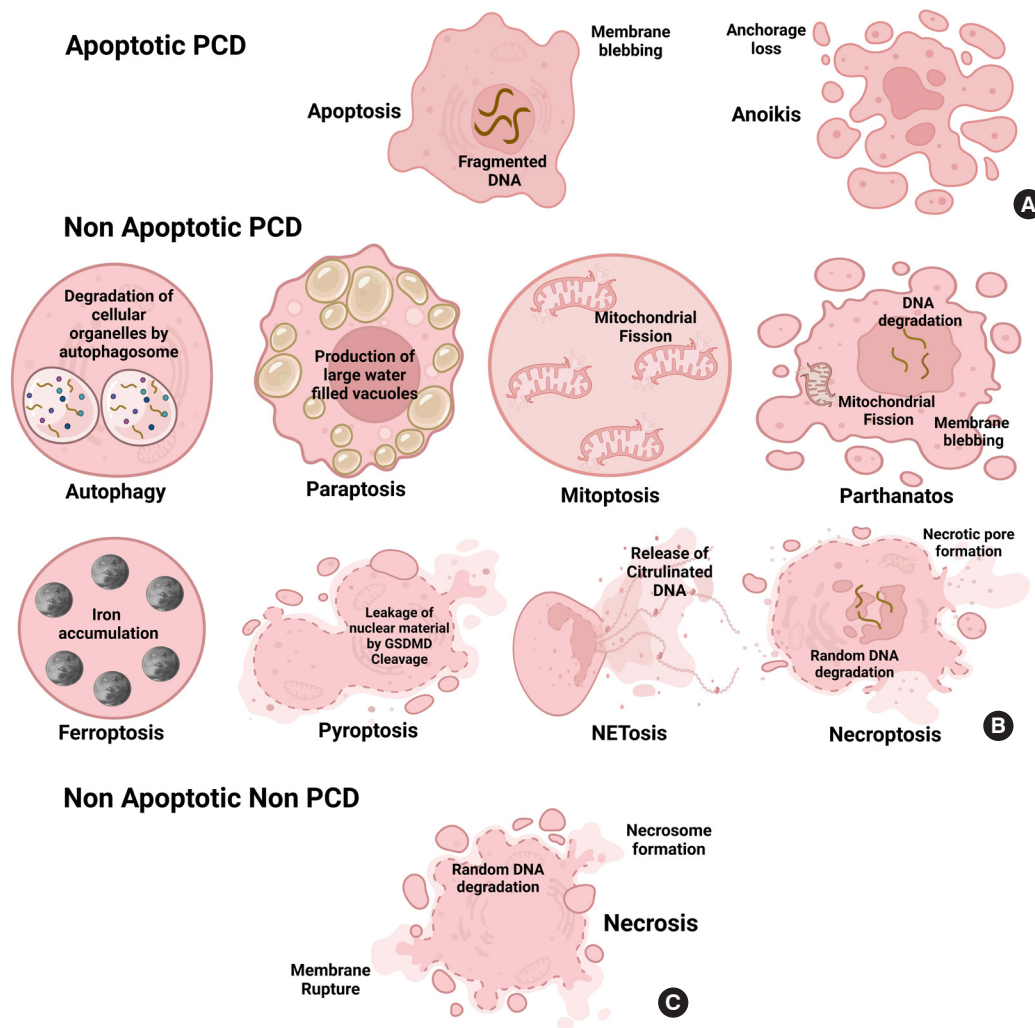 Apoptotic PCD
Membrane
blebbing
Apoptosis
Fragmented
DNA
Anchorage
loss
Anoikis
A
Non Apoptotic PCD
Degradation of
cellular
organelles by
autophagosome
Autophagy
Production of
large water
filled vacuoles
Paraptosis
Mitochondrial
Fission
Mitoptosis
DNA
degradation
Mitochondrial
Fission
Membrane
blebbing
Parthanatos
Iron
accumulation
Ferroptosis
Leakage of
nuclear material
by GSDMD
Cleavage
Pyroptosis
Release of
Citrulinated
DNA
NETosis
Necrotic pore
formation
Random DNA
degradation
Necroptosis
B
Non Apoptotic Non PCD
Necrosome
formation
Random DNA
degradation
Necrosis
Membrane
Rupture
C